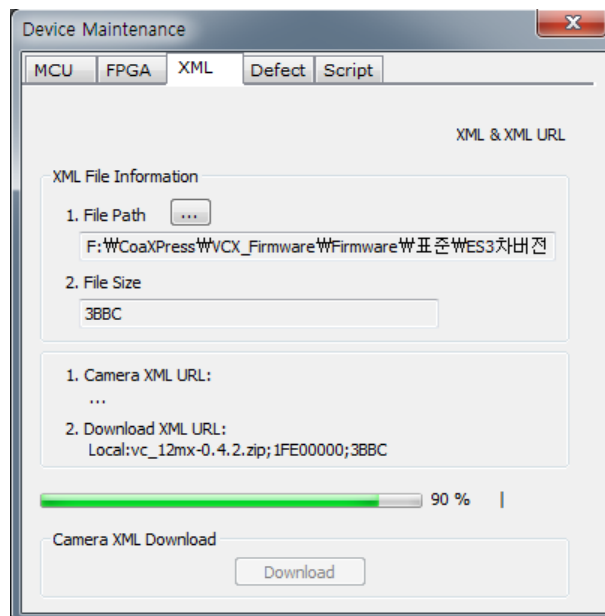 Device Maintenance
MCU FPGA XML Defect Script
XML & XML URL
XML File Information
1. File Path ...
F:₩CoaXPress₩VCX_Firmware₩Firmware₩표준₩ES3차버전
2. File Size
3BBC
1. Camera XML URL:
...
2. Download XML URL:
Local:vc_12mx-0.4.2.zip;1FE00000;3BBC
90 % |
Camera XML Download
Download